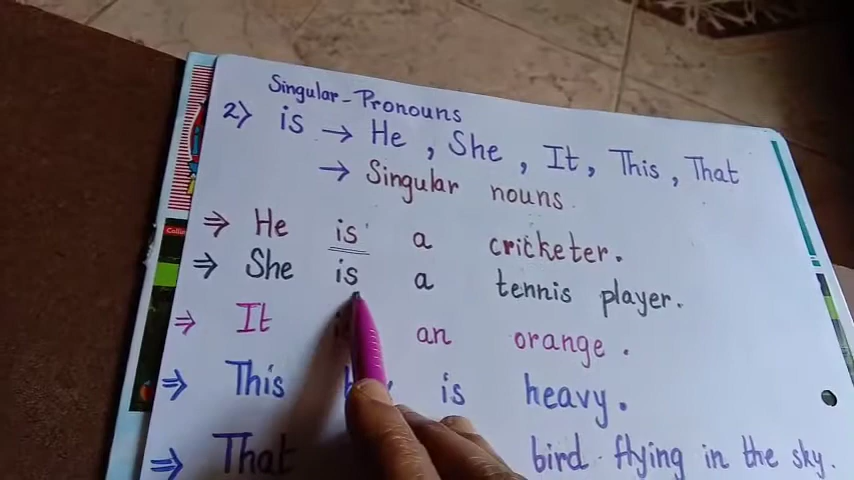 Singular - Pronouns
2) is → He , She , It , This , That
→ Singular nouns
⇒ He is a cricketer.
⇒ She is a tennis player.
⇒ It an orange .
⇒ This is heavy.
⇒ That bird flying in the sky.
Collins